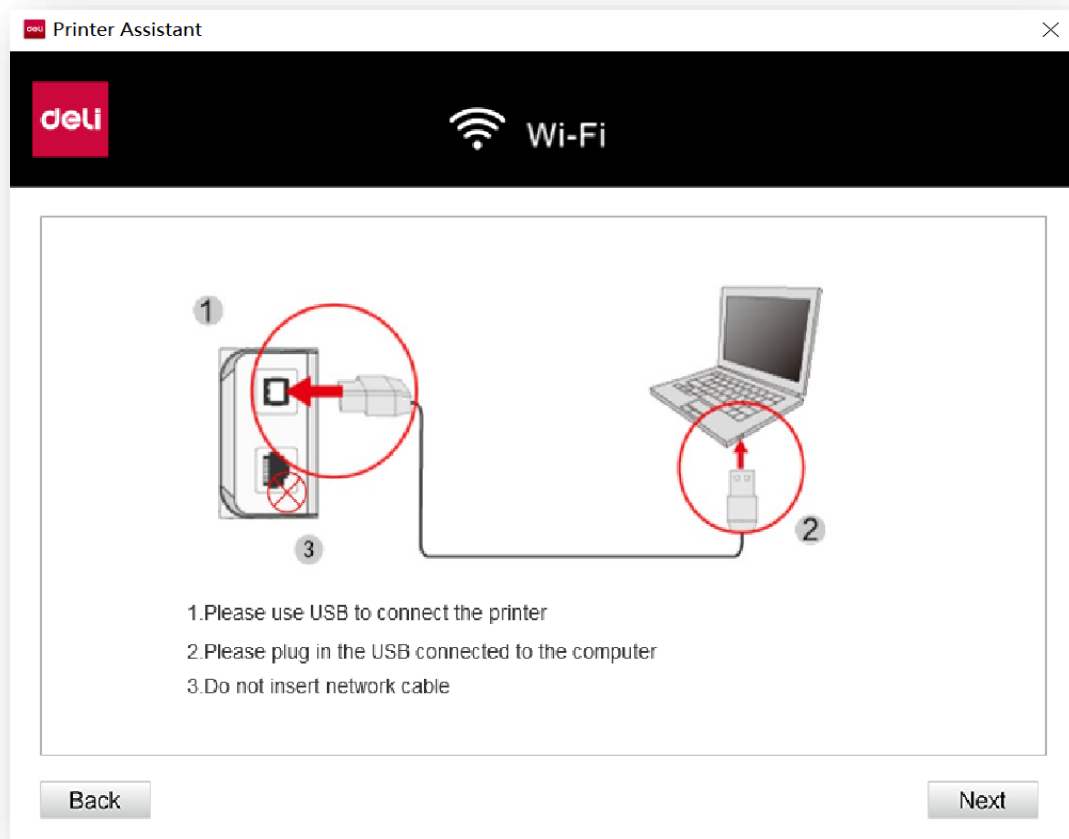 deli Printer Assistant
deli
Wi-Fi
1
2
3
1.Please use USB to connect the printer
2.Please plug in the USB connected to the computer
3.Do not insert network cable
Back
Next